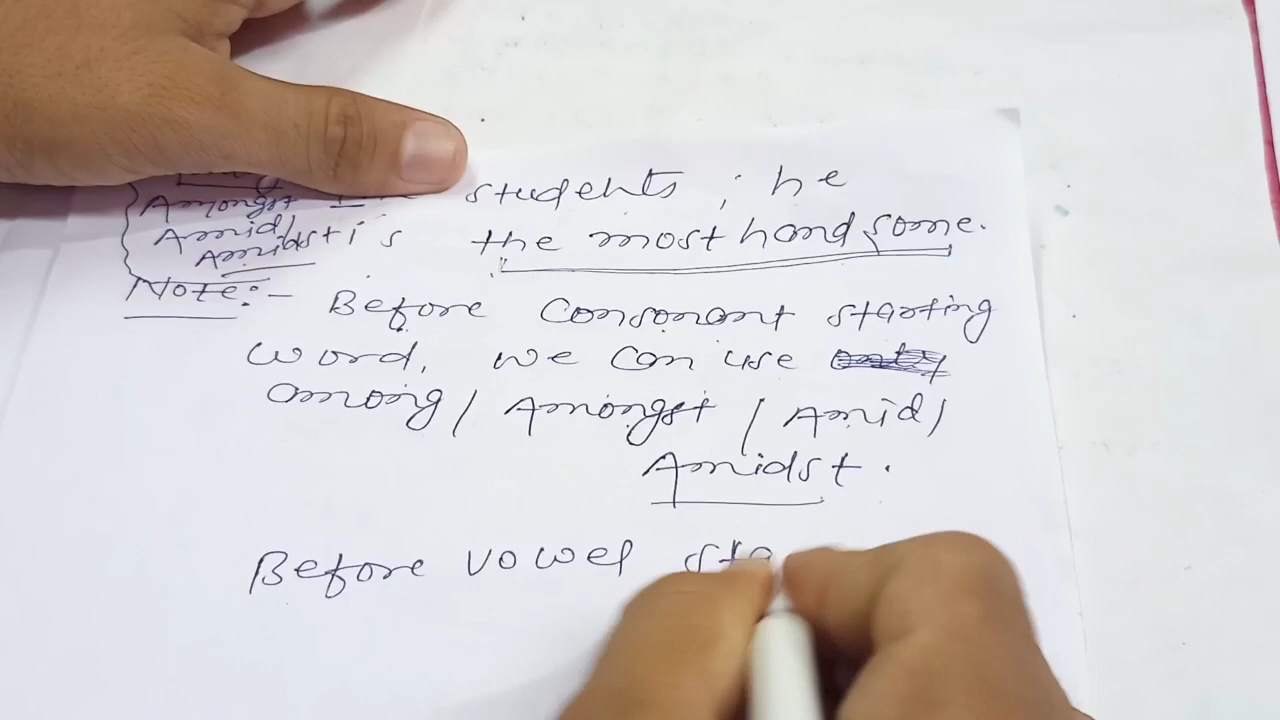 Amongst students ; he
Amid/
Amidst is the most handsome.
Note:- Before Consonant starting
word, we can use
among/ Amongst / Amid/
Amidst.
Before vowel sta